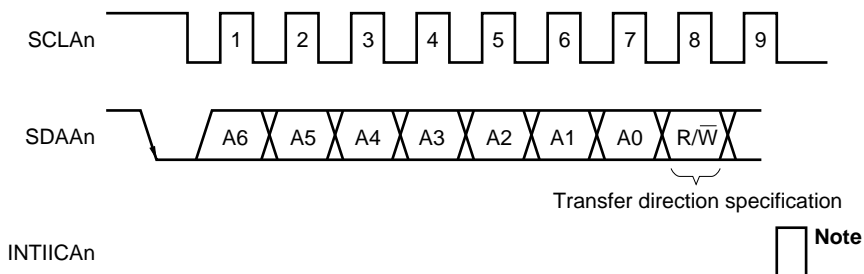 SCLAn 1 2 3 4 5 6 7 8 9
SDAAn A6 A5 A4 A3 A2 A1 A0 R/W̅
Transfer direction specification
INTIICAn Note